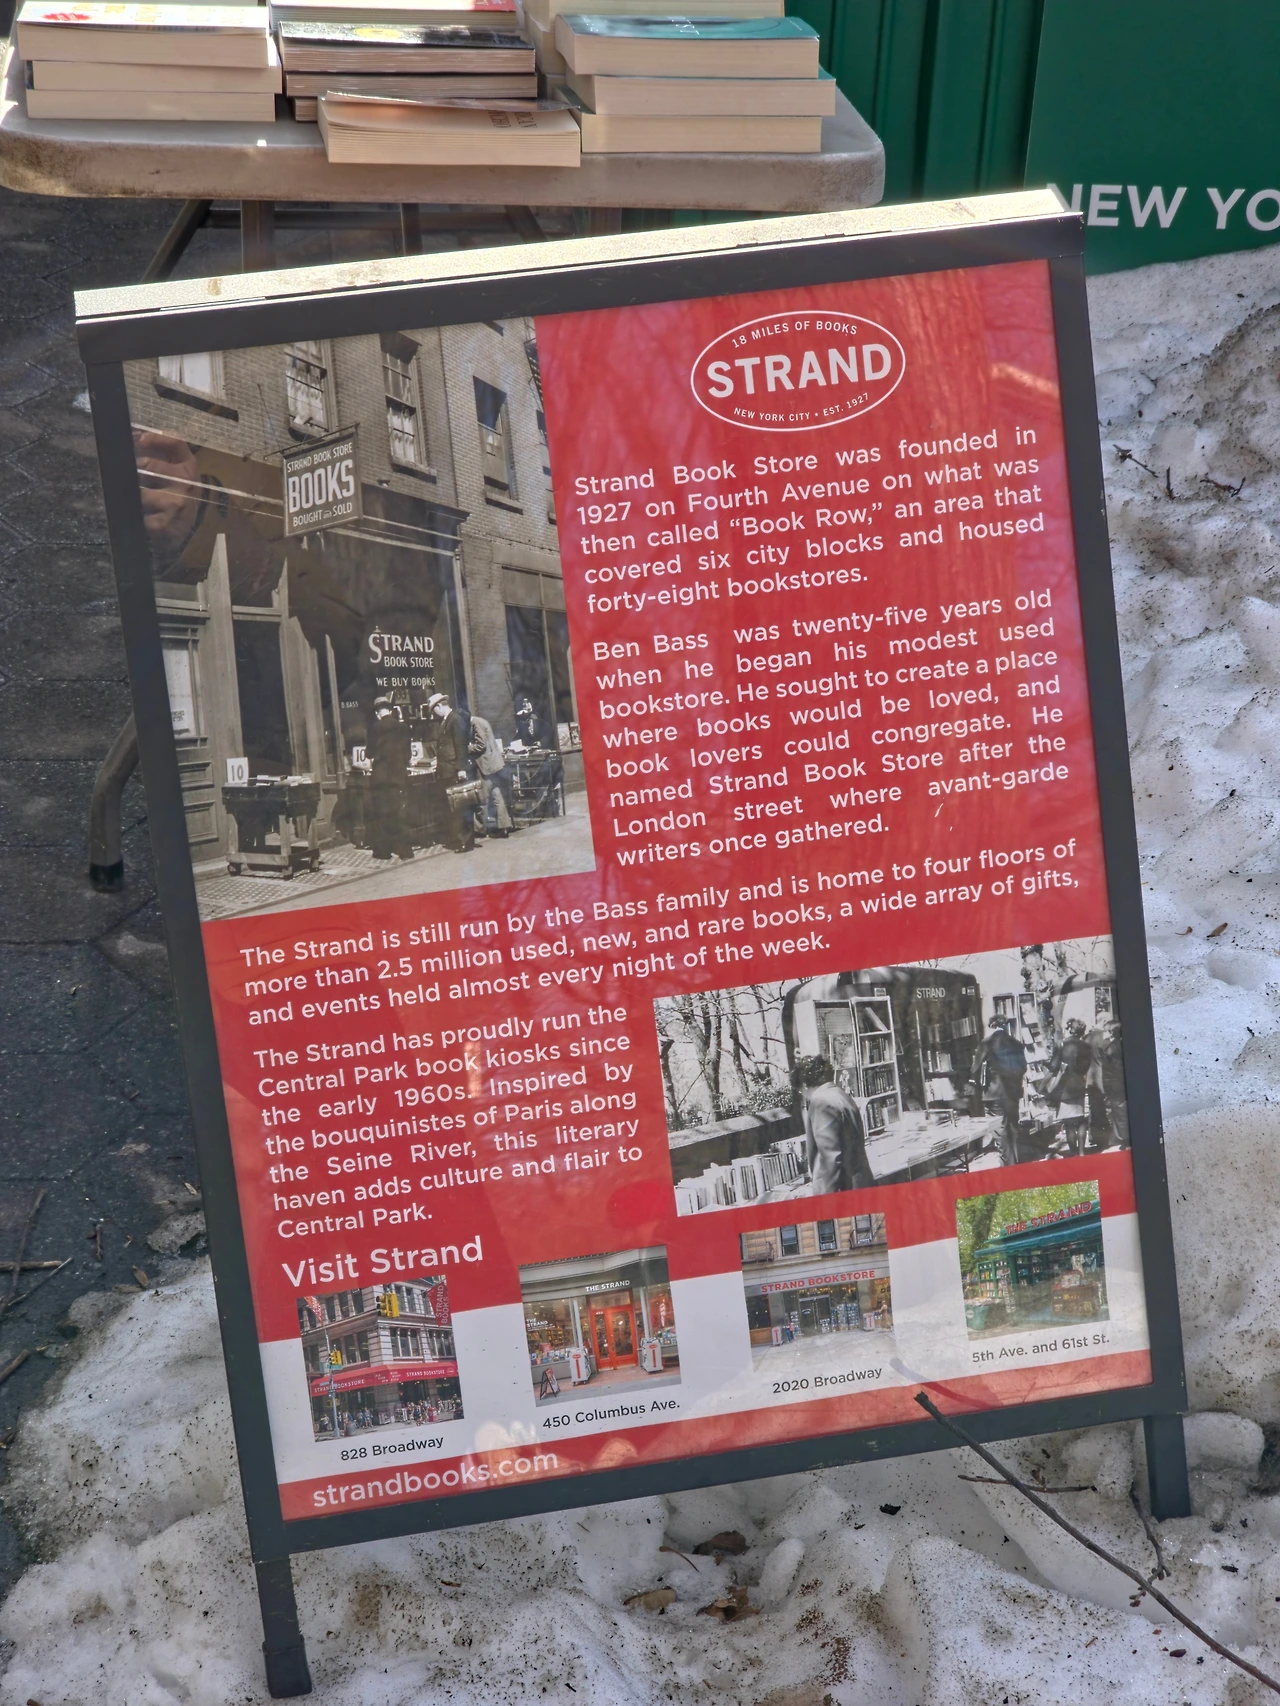 NEW YO
18 MILES OF BOOKS
STRAND
NEW YORK CITY • EST. 1927
STRAND BOOK STORE
BOOKS
BOUGHT and SOLD
STRAND
BOOK STORE
WE BUY BOOKS
B. BASS
10
10
Strand Book Store was founded in
1927 on Fourth Avenue on what was
then called “Book Row,” an area that
covered six city blocks and housed
forty-eight bookstores.
Ben Bass was twenty-five years old
when he began his modest used
bookstore. He sought to create a place
where books would be loved, and
book lovers could congregate. He
named Strand Book Store after the
London street where avant-garde
writers once gathered.
The Strand is still run by the Bass family and is home to four floors of
more than 2.5 million used, new, and rare books, a wide array of gifts,
and events held almost every night of the week.
The Strand has proudly run the
Central Park book kiosks since
the early 1960s. Inspired by
the bouquinistes of Paris along
the Seine River, this literary
haven adds culture and flair to
Central Park.
STRAND
Visit Strand
STRAND BOOKSTORE
828 Broadway
THE STRAND
450 Columbus Ave.
STRAND BOOKSTORE
2020 Broadway
THE STRAND
5th Ave. and 61st St.
strandbooks.com